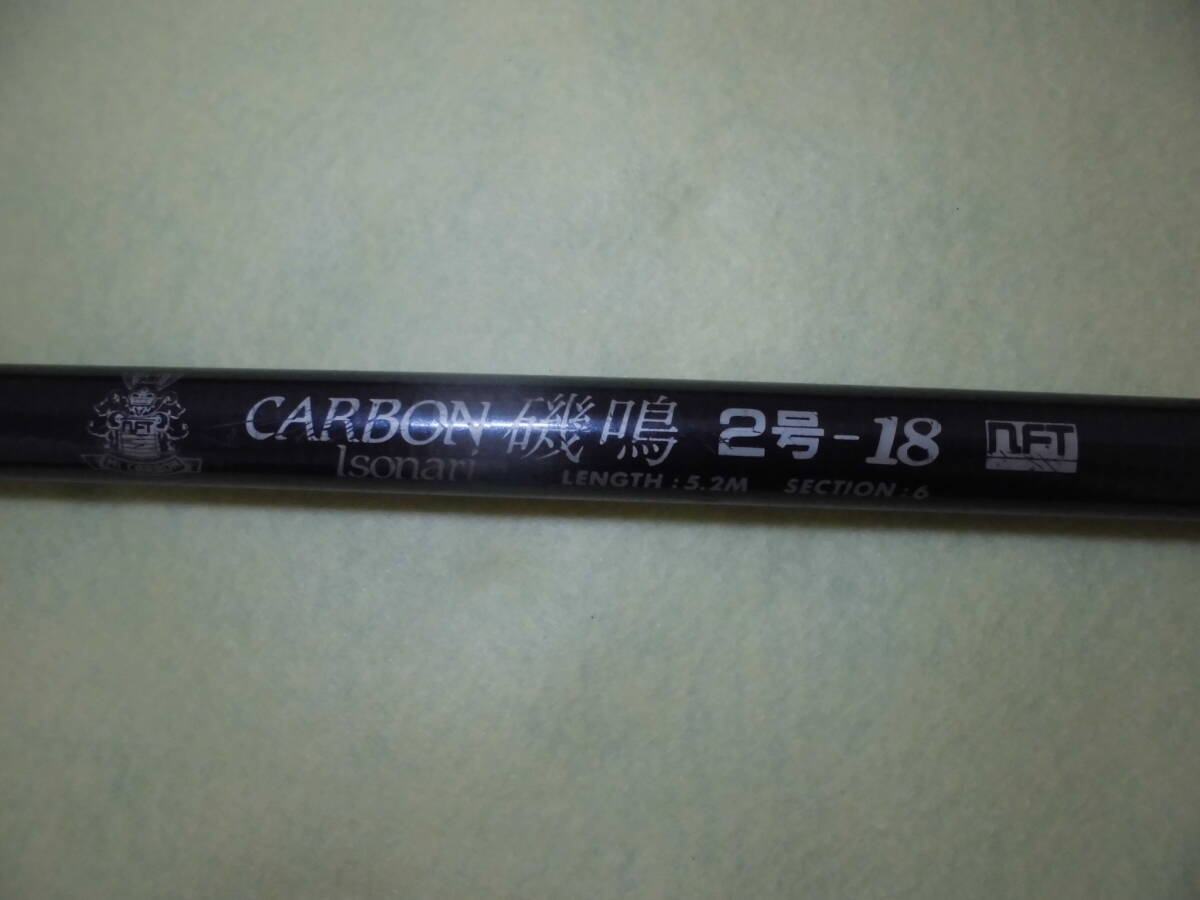 NFT
CARBON 磯鳴 2号-18 NFT
Isonari
LENGTH : 5.2M SECTION : 6